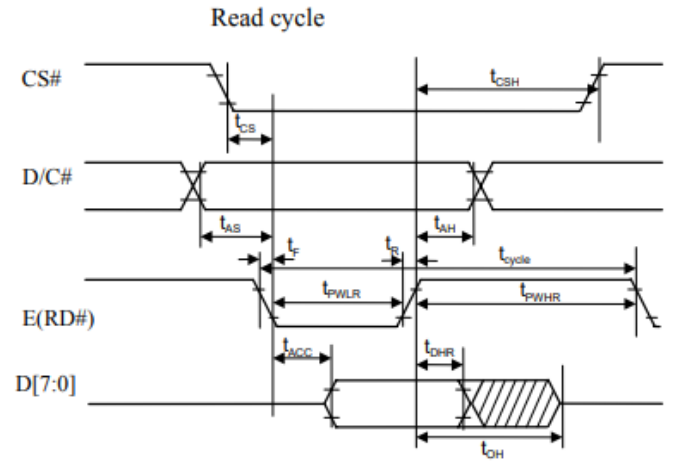 Read cycle
CS#
tCSH
tCS
D/C#
tAS
tAH
tF
tR
tcycle
tPWLR
tPWHR
E(RD#)
tACC
tDHR
D[7:0]
tOH